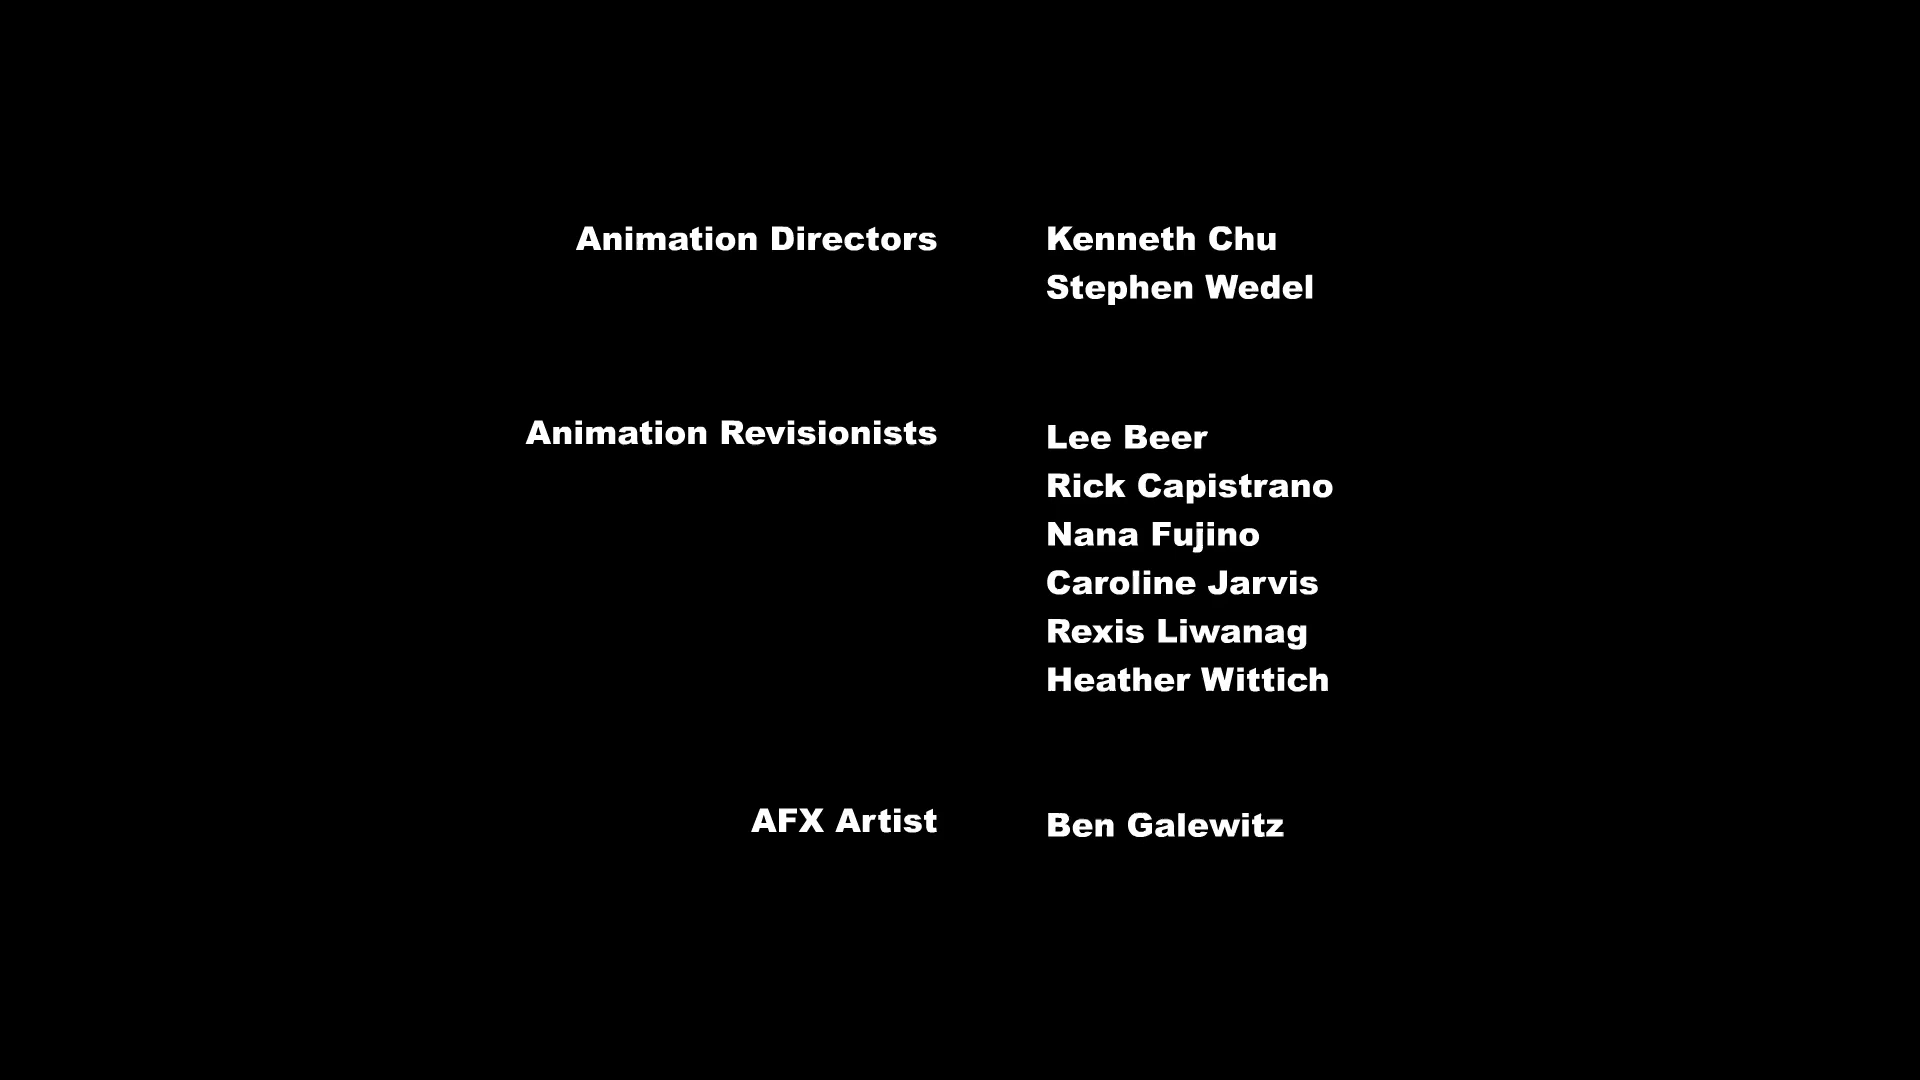 Animation Directors Kenneth Chu
Stephen Wedel
Animation Revisionists Lee Beer
Rick Capistrano
Nana Fujino
Caroline Jarvis
Rexis Liwanag
Heather Wittich
AFX Artist Ben Galewitz